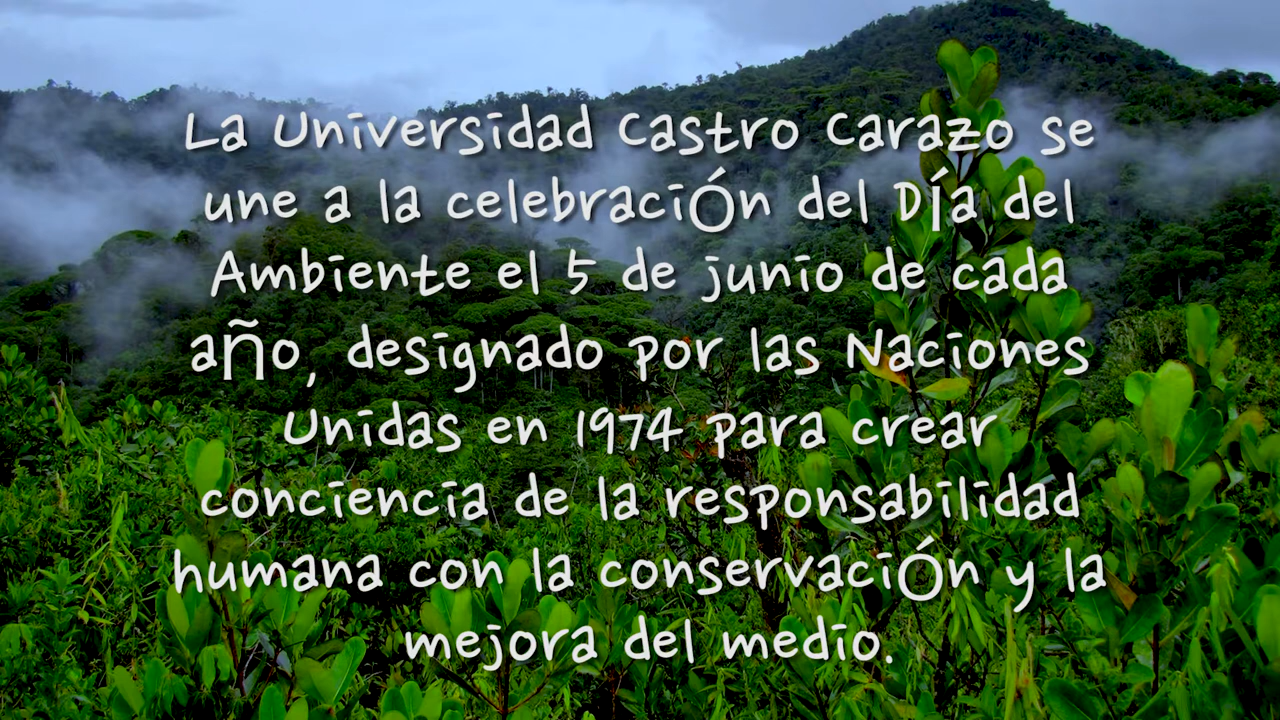 La Universidad Castro Carazo se
une a la celebración del Día del
Ambiente el 5 de junio de cada
año, designado por las Naciones
Unidas en 1974 para crear
conciencia de la responsabilidad
humana con la conservación y la
mejora del medio.